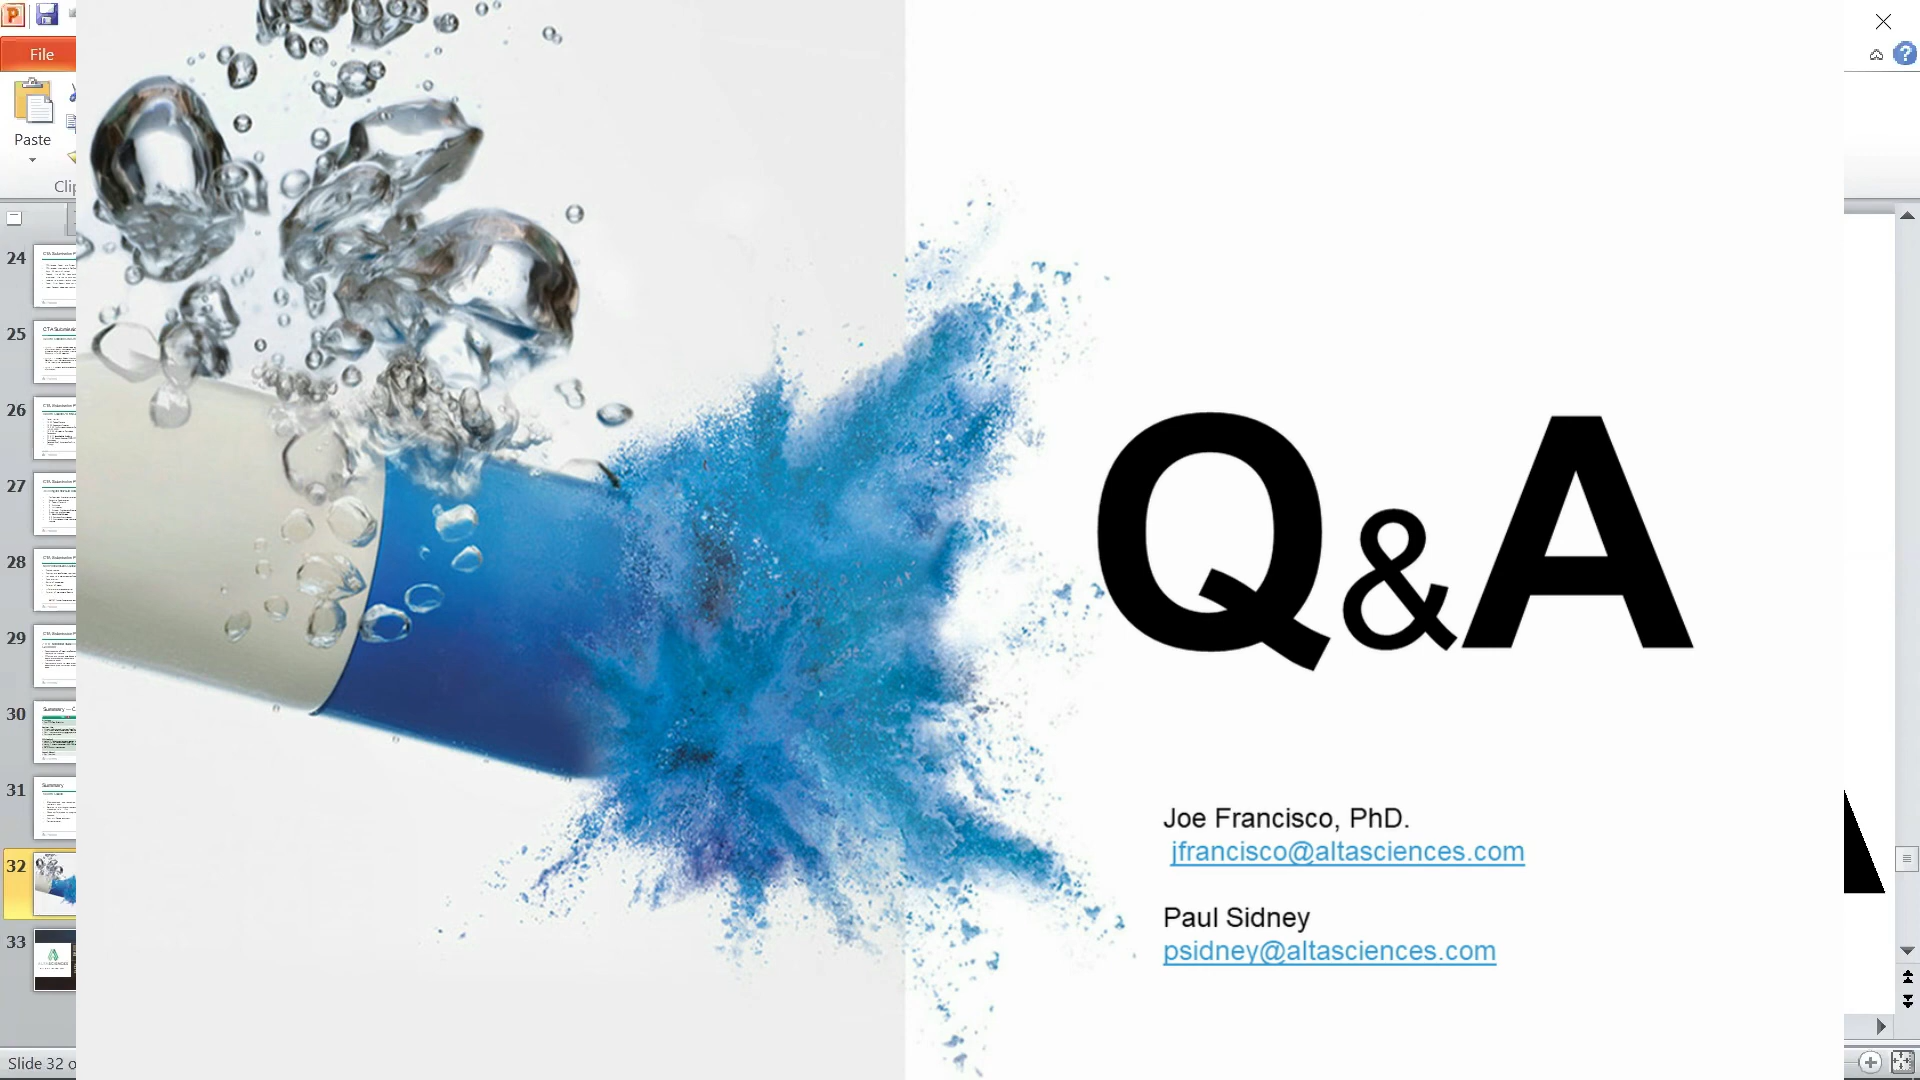 File
Paste
Clip
24
25
26
27
28
29
30
31
32
33
Summary
Slide 32 o
Q&A
Joe Francisco, PhD.
jfrancisco@altasciences.com
Paul Sidney
psidney@altasciences.com